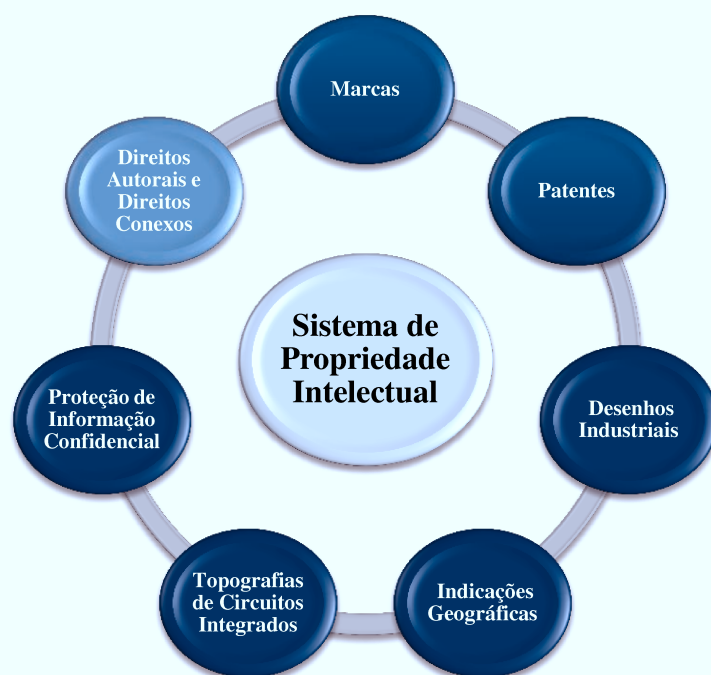 Marcas
Patentes
Desenhos
Industriais
Indicações
Geográficas
Topografias
de Circuitos
Integrados
Proteção de
Informação
Confidencial
Direitos
Autorais e
Direitos
Conexos
Sistema de
Propriedade
Intelectual